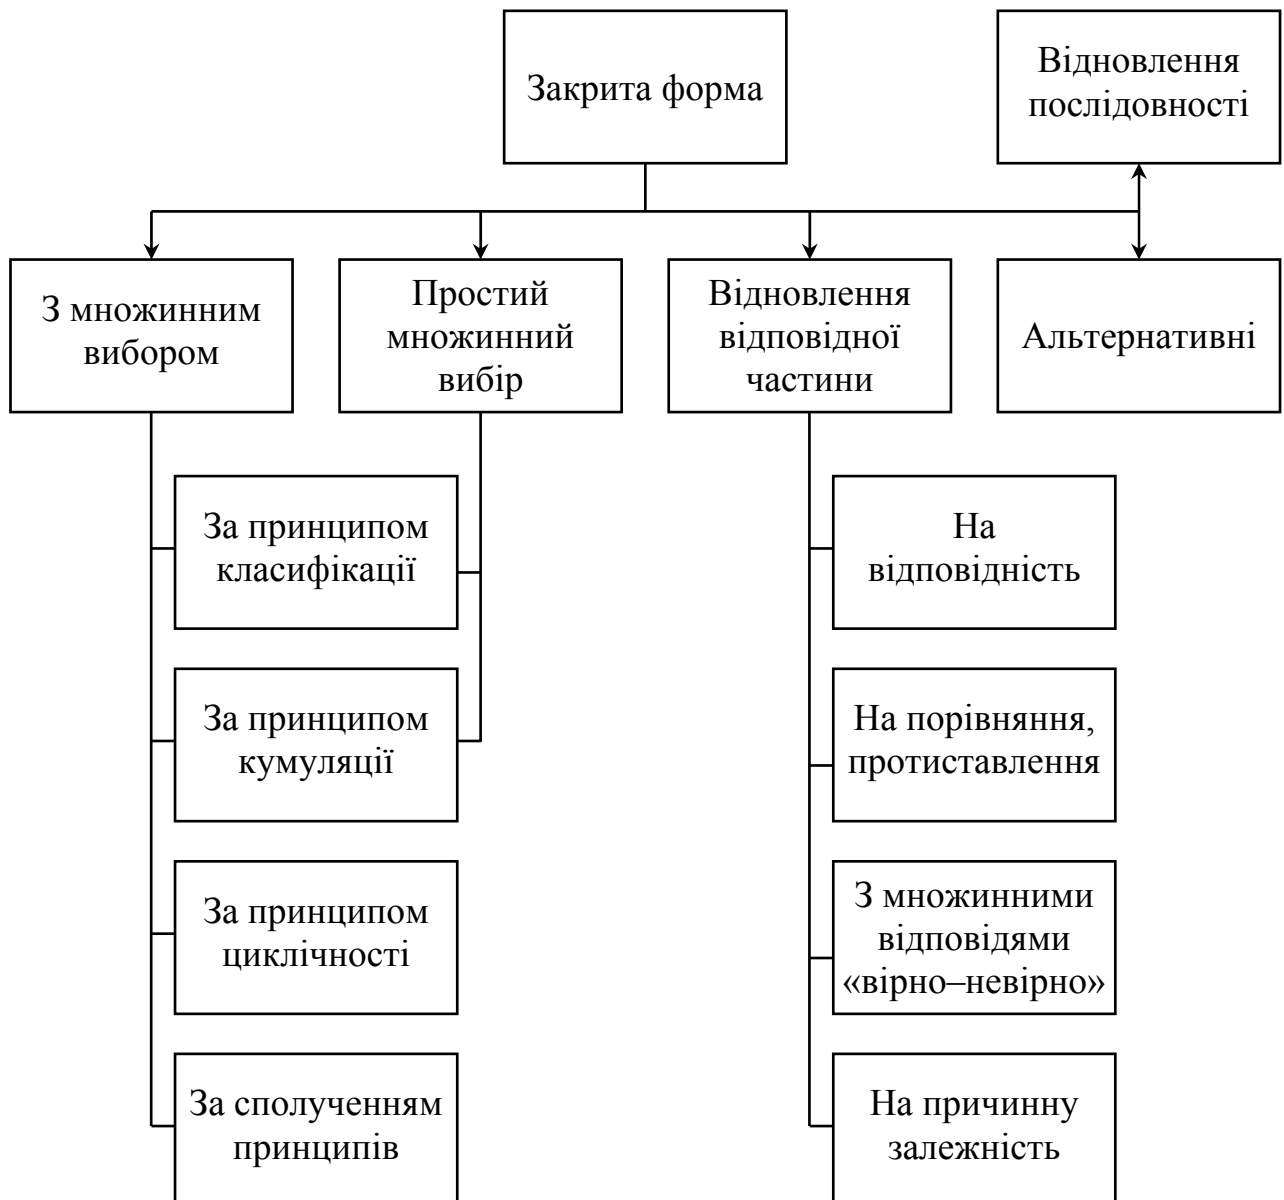 Закрита форма
Відновлення
послідовності
З множинним
вибором
Простий
множинний
вибір
Відновлення
відповідної
частини
Альтернативні
За принципом
класифікації
На
відповідність
За принципом
кумуляції
На порівняння,
протиставлення
За принципом
циклічності
З множинними
відповідями
«вірно–невірно»
За сполученням
принципів
На причинну
залежність